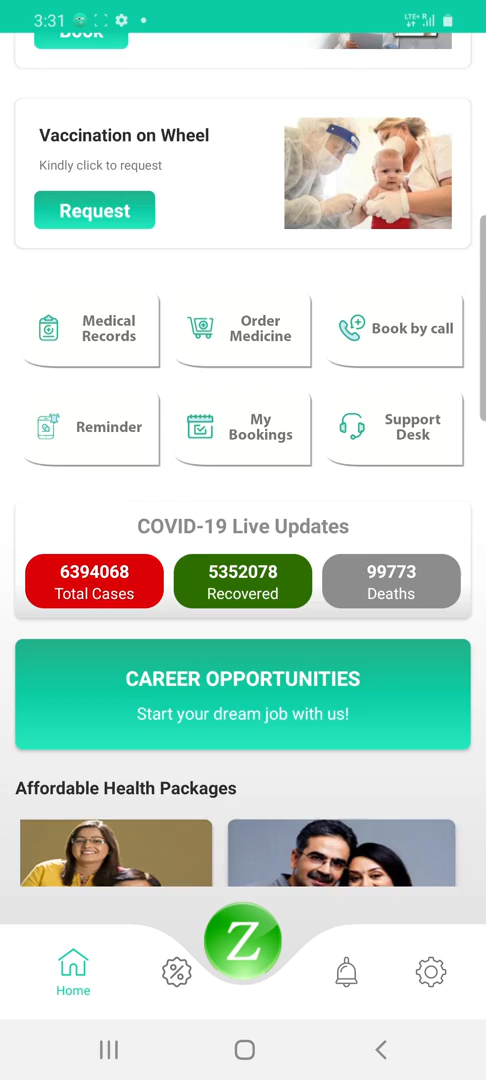 3:31
LTE+ R
Book
Vaccination on Wheel
Kindly click to request
Request
Medical
Records
Order
Medicine
Book by call
Reminder
My
Bookings
Support
Desk
COVID-19 Live Updates
6394068
Total Cases
5352078
Recovered
99773
Deaths
CAREER OPPORTUNITIES
Start your dream job with us!
Affordable Health Packages
Z
Home